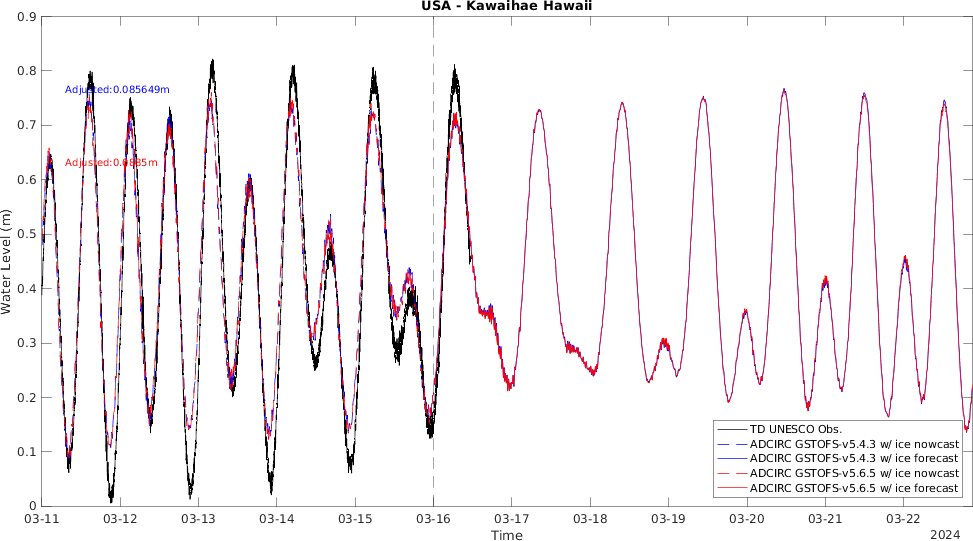 USA - Kawaihae Hawaii
0.9
0.8
0.7
0.6
0.5
0.4
0.3
0.2
0.1
0
Water Level (m)
Adjusted:0.085649m
Adjusted:0.0885m
TD UNESCO Obs.
ADCIRC GSTOFS-v5.4.3 w/ ice nowcast
ADCIRC GSTOFS-v5.4.3 w/ ice forecast
ADCIRC GSTOFS-v5.6.5 w/ ice nowcast
ADCIRC GSTOFS-v5.6.5 w/ ice forecast
03-11 03-12 03-13 03-14 03-15 03-16 03-17 03-18 03-19 03-20 03-21 03-22
Time
2024